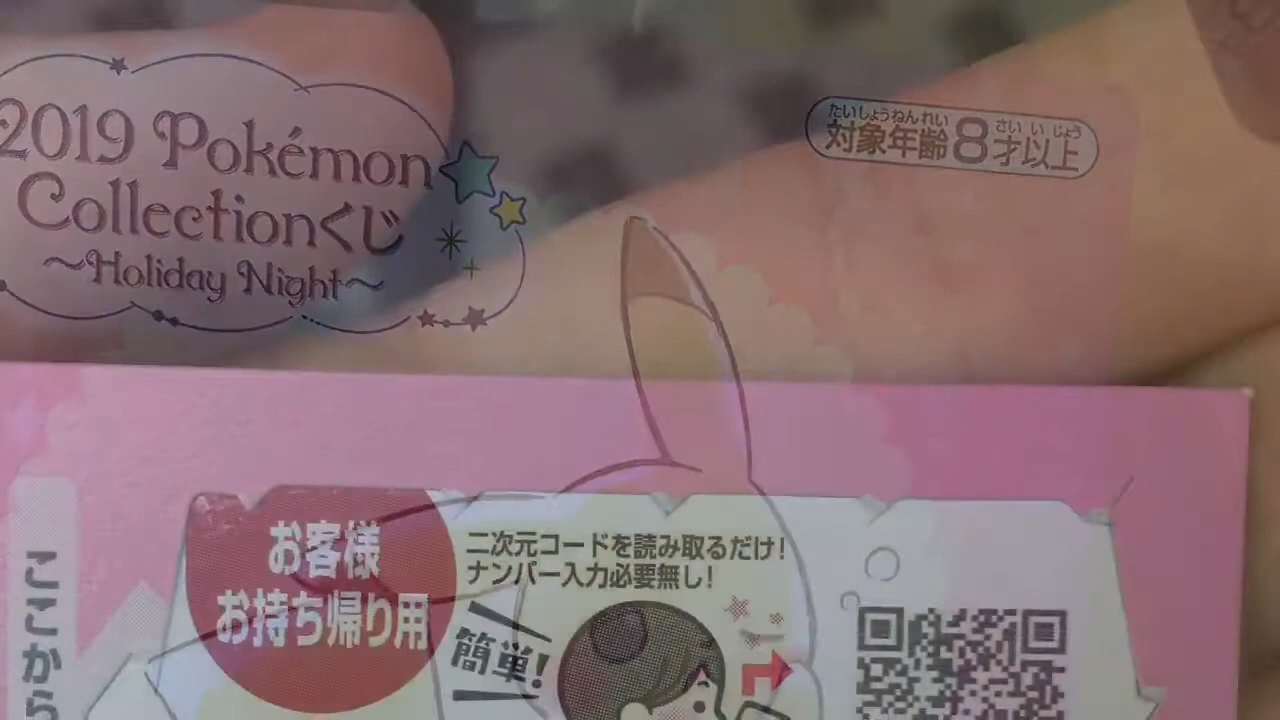 2019 Pokémon
Collectionくじ
～Holiday Night～
たいしょうねんれい さい いじょう
対象年齢8才以上
お客様
お持ち帰り用
二次元コードを読み取るだけ!
ナンバー入力必要無し!
簡単!
ここから